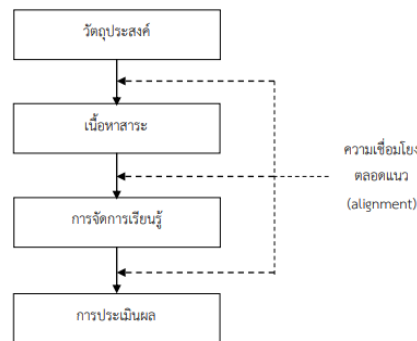 วัตถุประสงค์
เนื้อหาสาระ
ความเชื่อมโยง
ตลอดแนว
(alignment)
การจัดการเรียนรู้
การประเมินผล